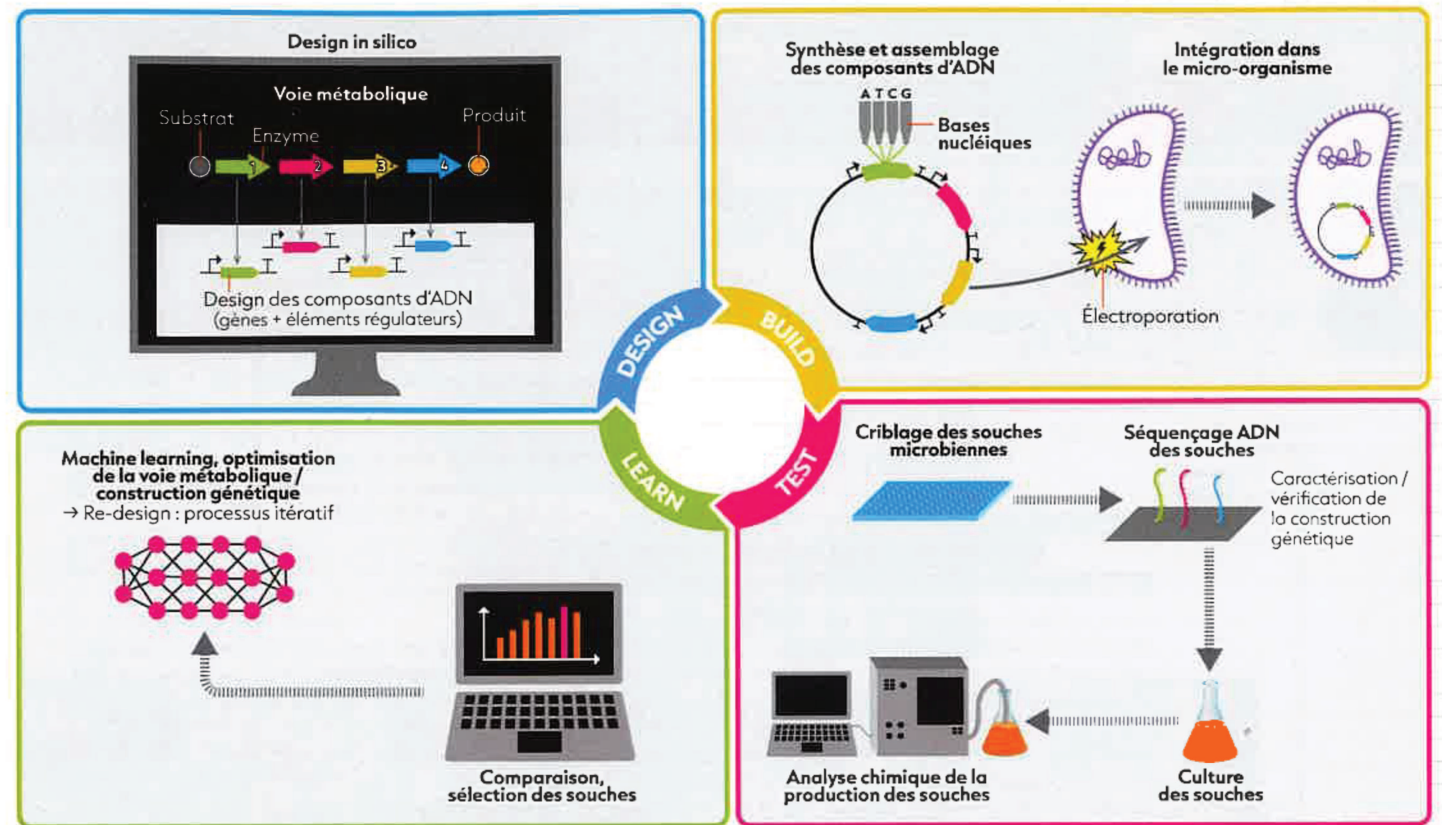 Design in silico
Voie métabolique
Substrat
Enzyme
Produit
1
2
3
4
Design des composants d'ADN
(gènes + éléments régulateurs)
Synthèse et assemblage
des composants d'ADN
A T C G
Bases
nucléiques
Intégration dans
le micro-organisme
Électroporation
DESIGN
BUILD
LEARN
TEST
Machine learning, optimisation
de la voie métabolique /
construction génétique
→ Re-design : processus itératif
Comparaison,
sélection des souches
Criblage des souches
microbiennes
Séquençage ADN
des souches
Caractérisation /
vérification de
la construction
génétique
Analyse chimique de la
production des souches
Culture
des souches